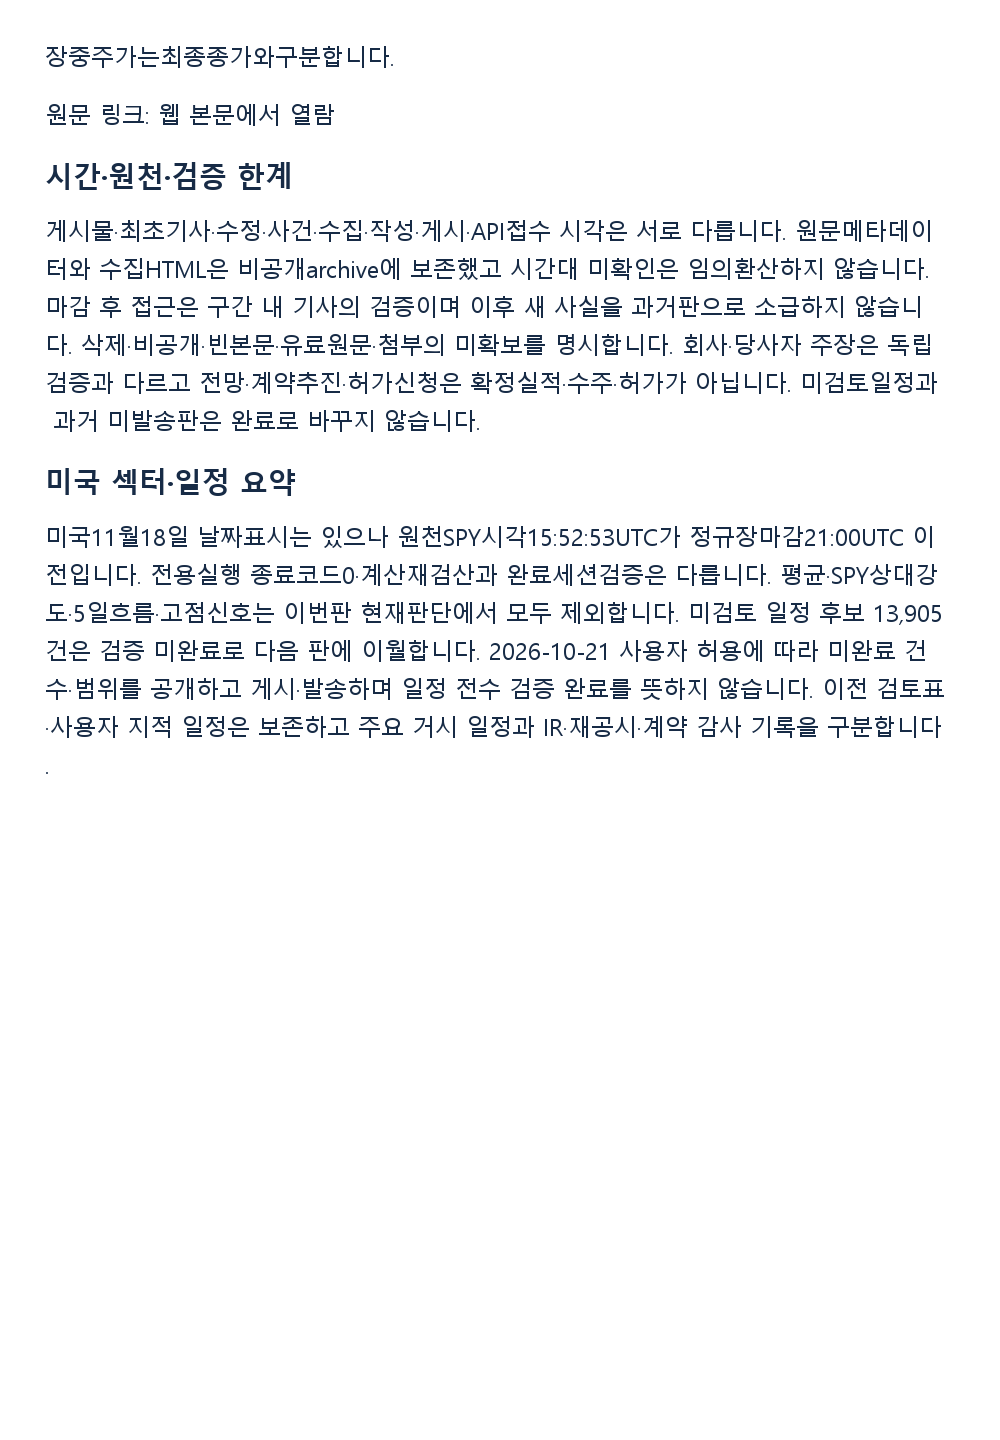 장중주가는최종종가와구분합니다.
원문 링크: 웹 본문에서 열람
시간·원천·검증 한계
게시물·최초기사·수정·사건·수집·작성·게시·API접수 시각은 서로 다릅니다. 원문메타데이
터와 수집HTML은 비공개archive에 보존했고 시간대 미확인은 임의환산하지 않습니다.
마감 후 접근은 구간 내 기사의 검증이며 이후 새 사실을 과거판으로 소급하지 않습니
다. 삭제·비공개·빈본문·유료원문·첨부의 미확보를 명시합니다. 회사·당사자 주장은 독립
검증과 다르고 전망·계약추진·허가신청은 확정실적·수주·허가가 아닙니다. 미검토일정과
과거 미발송판은 완료로 바꾸지 않습니다.
미국 섹터·일정 요약
미국11월18일 날짜표시는 있으나 원천SPY시각15:52:53UTC가 정규장마감21:00UTC 이
전입니다. 전용실행 종료코드0·계산재검산과 완료세션검증은 다릅니다. 평균·SPY상대강
도·5일흐름·고점신호는 이번판 현재판단에서 모두 제외합니다. 미검토 일정 후보 13,905
건은 검증 미완료로 다음 판에 이월합니다. 2026-10-21 사용자 허용에 따라 미완료 건
수·범위를 공개하고 게시·발송하며 일정 전수 검증 완료를 뜻하지 않습니다. 이전 검토표
·사용자 지적 일정은 보존하고 주요 거시 일정과 IR·재공시·계약 감사 기록을 구분합니다
.